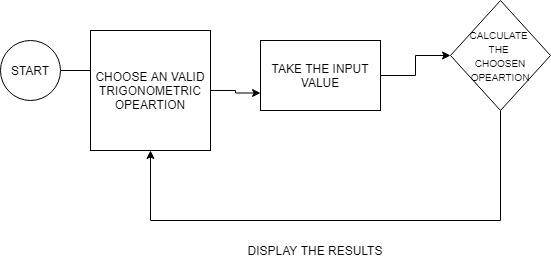 START
CHOOSE AN VALID
TRIGONOMETRIC
OPEARTION
TAKE THE INPUT
VALUE
CALCULATE
THE
CHOOSEN
OPEARTION
DISPLAY THE RESULTS